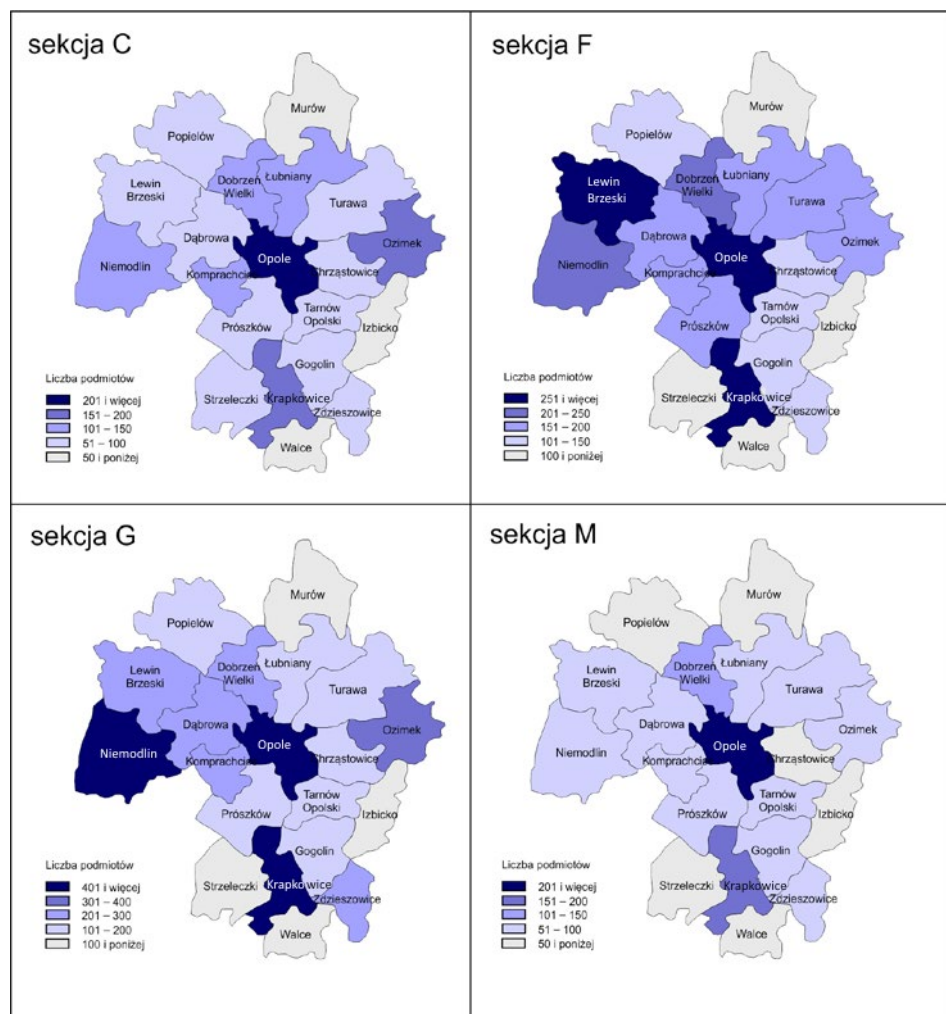 sekcja C
Murów
Popielów
Dobrzeń
Wielki
Łubniany
Lewin
Brzeski
Turawa
Dąbrowa
Ozimek
Niemodlin
Opole
Komprachcice
Chrząstowice
Tarnów
Opolski
Prószków
Izbicko
Gogolin
Strzeleczki
Krapkowice
Zdzieszowice
Walce
Liczba podmiotów
201 i więcej
151 – 200
101 – 150
51 – 100
50 i poniżej
sekcja F
Murów
Popielów
Dobrzeń
Wielki
Łubniany
Lewin
Brzeski
Turawa
Dąbrowa
Ozimek
Niemodlin
Opole
Komprachcice
Chrząstowice
Tarnów
Opolski
Prószków
Izbicko
Gogolin
Strzeleczki
Krapkowice
Zdzieszowice
Walce
Liczba podmiotów
251 i więcej
201 – 250
151 – 200
101 – 150
100 i poniżej
sekcja G
Murów
Popielów
Dobrzeń
Wielki
Łubniany
Lewin
Brzeski
Turawa
Dąbrowa
Ozimek
Niemodlin
Opole
Komprachcice
Chrząstowice
Tarnów
Opolski
Prószków
Izbicko
Gogolin
Strzeleczki
Krapkowice
Zdzieszowice
Walce
Liczba podmiotów
401 i więcej
301 – 400
201 – 300
101 – 200
100 i poniżej
sekcja M
Murów
Popielów
Dobrzeń
Wielki
Łubniany
Lewin
Brzeski
Turawa
Dąbrowa
Ozimek
Niemodlin
Opole
Komprachcice
Chrząstowice
Tarnów
Opolski
Prószków
Izbicko
Gogolin
Strzeleczki
Krapkowice
Zdzieszowice
Walce
Liczba podmiotów
201 i więcej
151 – 200
101 – 150
51 – 100
50 i poniżej